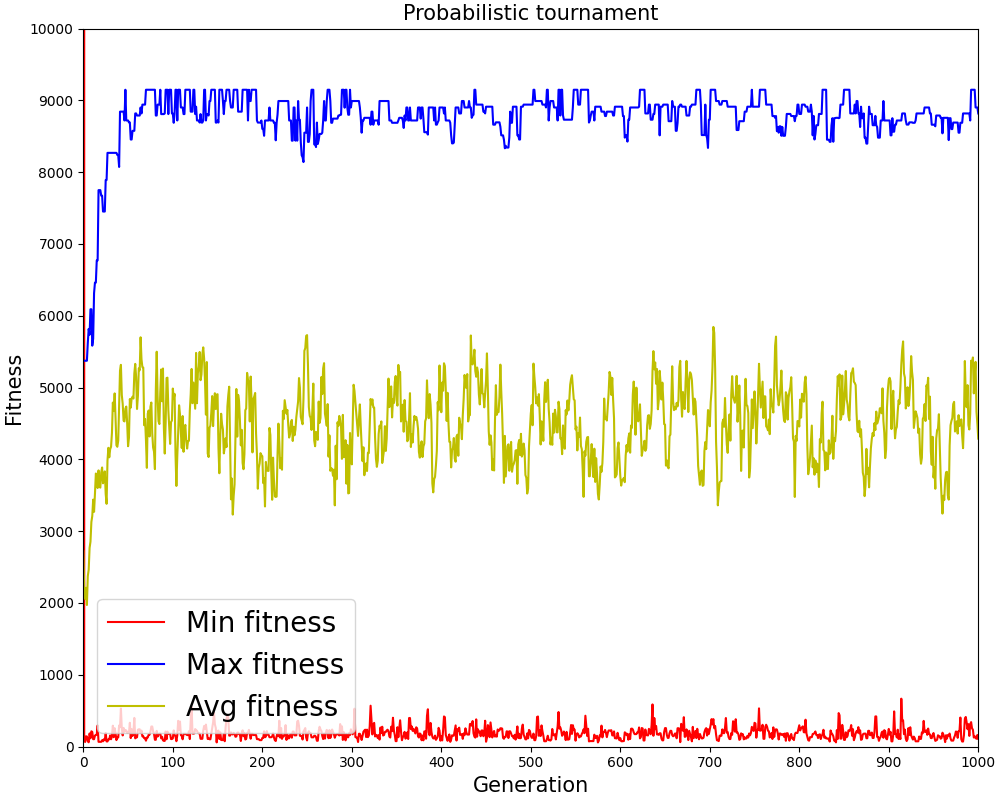 Probabilistic tournament
10000
9000
8000
7000
6000
5000
4000
3000
2000
1000
0
Fitness
Min fitness
Max fitness
Avg fitness
0 100 200 300 400 500 600 700 800 900 1000
Generation